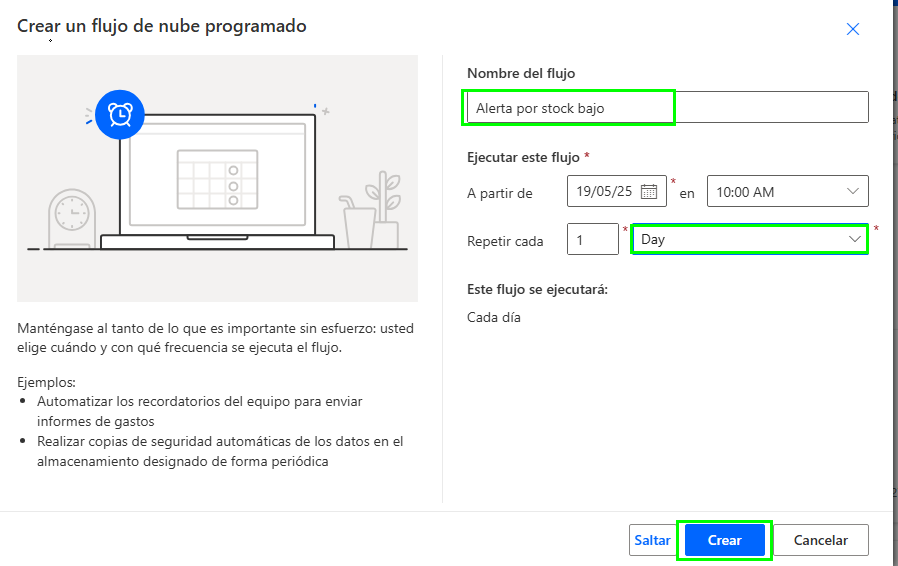 Crear un flujo de nube programado
Manténgase al tanto de lo que es importante sin esfuerzo: usted
elige cuándo y con qué frecuencia se ejecuta el flujo.
Ejemplos:
• Automatizar los recordatorios del equipo para enviar
informes de gastos
• Realizar copias de seguridad automáticas de los datos en el
almacenamiento designado de forma periódica
Nombre del flujo
Alerta por stock bajo
Ejecutar este flujo *
A partir de 19/05/25 * en 10:00 AM
Repetir cada 1 * Day *
Este flujo se ejecutará:
Cada día
Saltar Crear Cancelar